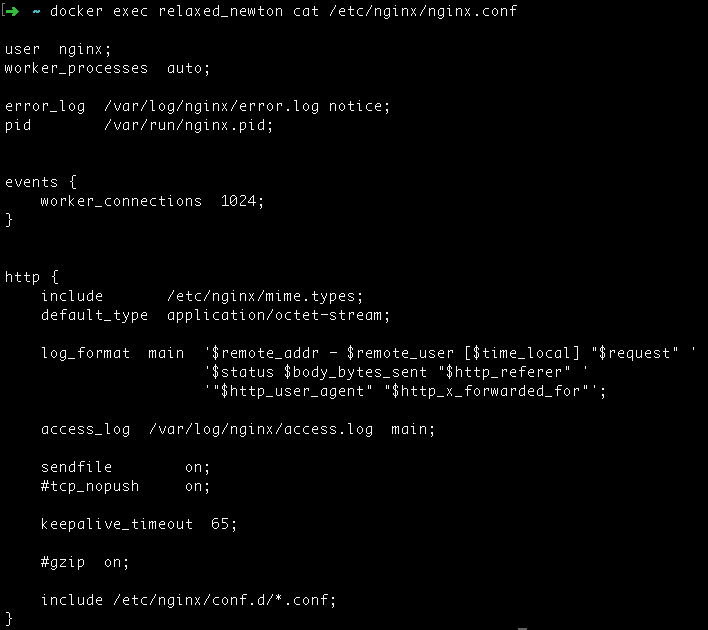 [➜  ~ docker exec relaxed_newton cat /etc/nginx/nginx.conf

user  nginx;
worker_processes  auto;

error_log  /var/log/nginx/error.log notice;
pid        /var/run/nginx.pid;


events {
    worker_connections  1024;
}


http {
    include       /etc/nginx/mime.types;
    default_type  application/octet-stream;

    log_format  main  '$remote_addr - $remote_user [$time_local] "$request" '
                      '$status $body_bytes_sent "$http_referer" '
                      '"$http_user_agent" "$http_x_forwarded_for"';

    access_log  /var/log/nginx/access.log  main;

    sendfile        on;
    #tcp_nopush     on;

    keepalive_timeout  65;

    #gzip  on;

    include /etc/nginx/conf.d/*.conf;
}